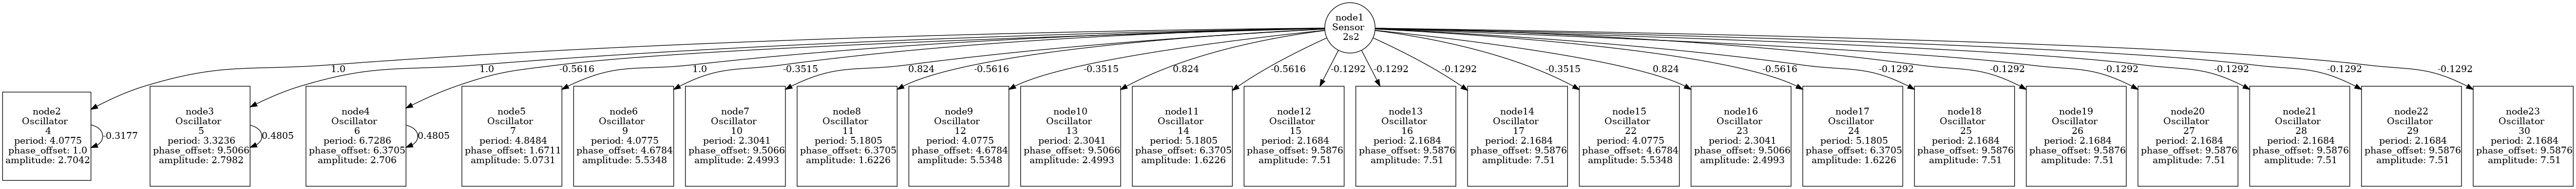 node1
Sensor
2s2
1.0
1.0
-0.5616
1.0
-0.3515
0.824
-0.5616
-0.3515
0.824
-0.5616
-0.1292
-0.1292
-0.1292
-0.3515
0.824
-0.5616
-0.1292
-0.1292
-0.1292
-0.1292
-0.1292
-0.1292
node2
Oscillator
4
period: 4.0775
phase_offset: 1.0
amplitude: 2.7042
-0.3177
node3
Oscillator
5
period: 3.3236
phase_offset: 9.5066
amplitude: 2.7982
0.4805
node4
Oscillator
6
period: 6.7286
phase_offset: 6.3705
amplitude: 2.706
0.4805
node5
Oscillator
7
period: 4.8484
phase_offset: 1.6711
amplitude: 5.0731
node6
Oscillator
9
period: 4.0775
phase_offset: 4.6784
amplitude: 5.5348
node7
Oscillator
10
period: 2.3041
phase_offset: 9.5066
amplitude: 2.4993
node8
Oscillator
11
period: 5.1805
phase_offset: 6.3705
amplitude: 1.6226
node9
Oscillator
12
period: 4.0775
phase_offset: 4.6784
amplitude: 5.5348
node10
Oscillator
13
period: 2.3041
phase_offset: 9.5066
amplitude: 2.4993
node11
Oscillator
14
period: 5.1805
phase_offset: 6.3705
amplitude: 1.6226
node12
Oscillator
15
period: 2.1684
phase_offset: 9.5876
amplitude: 7.51
node13
Oscillator
16
period: 2.1684
phase_offset: 9.5876
amplitude: 7.51
node14
Oscillator
17
period: 2.1684
phase_offset: 9.5876
amplitude: 7.51
node15
Oscillator
22
period: 4.0775
phase_offset: 4.6784
amplitude: 5.5348
node16
Oscillator
23
period: 2.3041
phase_offset: 9.5066
amplitude: 2.4993
node17
Oscillator
24
period: 5.1805
phase_offset: 6.3705
amplitude: 1.6226
node18
Oscillator
25
period: 2.1684
phase_offset: 9.5876
amplitude: 7.51
node19
Oscillator
26
period: 2.1684
phase_offset: 9.5876
amplitude: 7.51
node20
Oscillator
27
period: 2.1684
phase_offset: 9.5876
amplitude: 7.51
node21
Oscillator
28
period: 2.1684
phase_offset: 9.5876
amplitude: 7.51
node22
Oscillator
29
period: 2.1684
phase_offset: 9.5876
amplitude: 7.51
node23
Oscillator
30
period: 2.1684
phase_offset: 9.5876
amplitude: 7.51